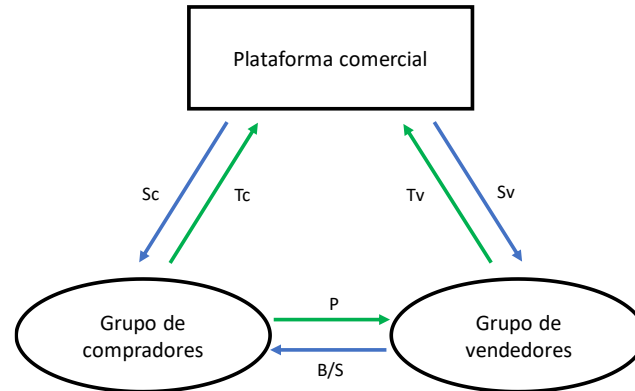 Plataforma comercial
Sc
Tc
Tv
Sv
P
Grupo de
compradores
Grupo de
vendedores
B/S